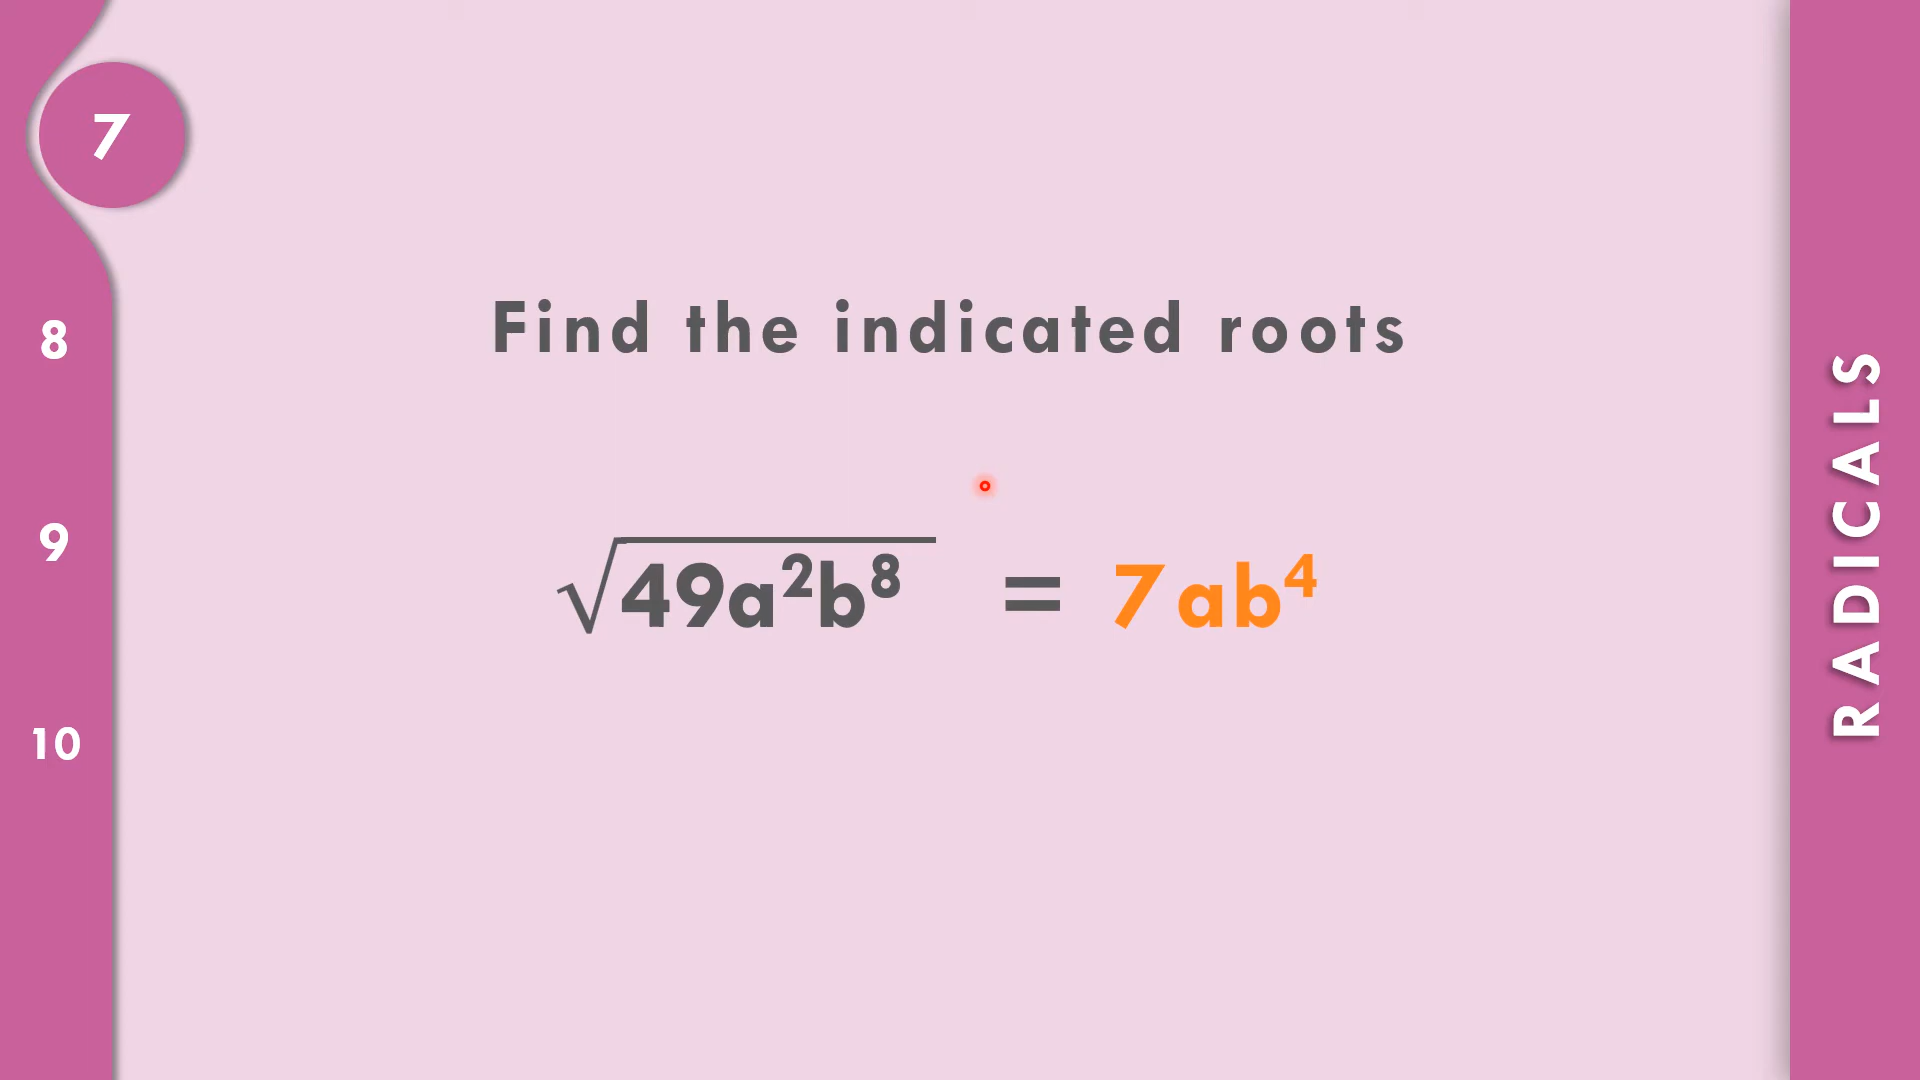 7
8
9
10
Find the indicated roots
√49a²b⁸ = 7ab⁴
RADICALS